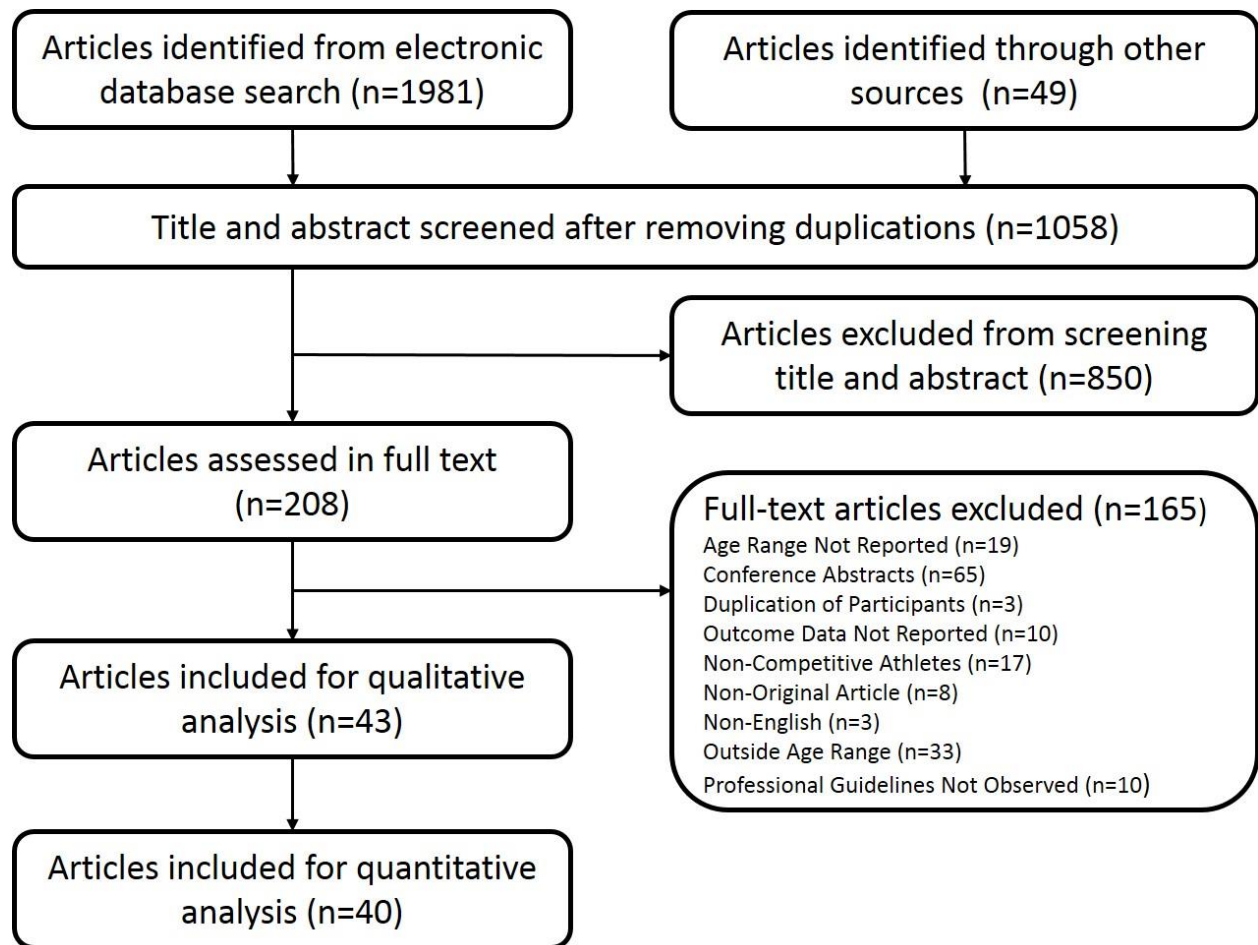 Articles identified from electronic
database search (n=1981)
Articles identified through other
sources (n=49)
Title and abstract screened after removing duplications (n=1058)
Articles excluded from screening
title and abstract (n=850)
Articles assessed in full text
(n=208)
Full-text articles excluded (n=165)
Age Range Not Reported (n=19)
Conference Abstracts (n=65)
Duplication of Participants (n=3)
Outcome Data Not Reported (n=10)
Non-Competitive Athletes (n=17)
Non-Original Article (n=8)
Non-English (n=3)
Outside Age Range (n=33)
Professional Guidelines Not Observed (n=10)
Articles included for qualitative
analysis (n=43)
Articles included for quantitative
analysis (n=40)